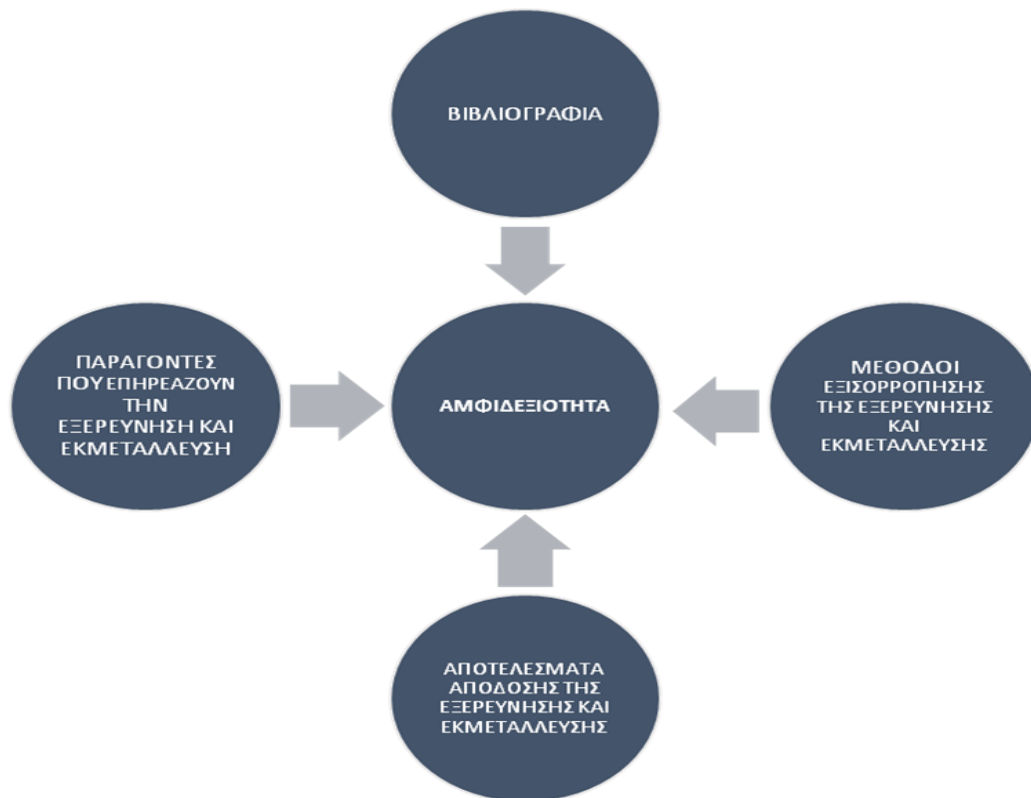 ΒΙΒΛΙΟΓΡΑΦΙΑ
ΠΑΡΑΓΟΝΤΕΣ
ΠΟΥ ΕΠΗΡΕΑΖΟΥΝ
ΤΗΝ
ΕΞΕΡΕΥΝΗΣΗ ΚΑΙ
ΕΚΜΕΤΑΛΛΕΥΣΗ
ΑΜΦΙΔΕΞΙΟΤΗΤΑ
ΜΕΘΟΔΟΙ
ΕΞΙΣΟΡΡΟΠΗΣΗΣ
ΤΗΣ ΕΞΕΡΕΥΝΗΣΗΣ
ΚΑΙ
ΕΚΜΕΤΑΛΛΕΥΣΗΣ
ΑΠΟΤΕΛΕΣΜΑΤΑ
ΑΠΟΔΟΣΗΣ ΤΗΣ
ΕΞΕΡΕΥΝΗΣΗΣ ΚΑΙ
ΕΚΜΕΤΑΛΛΕΥΣΗΣ